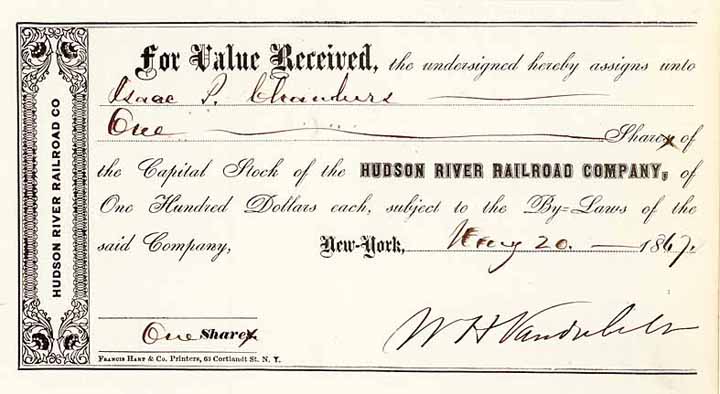 HUDSON RIVER RAILROAD CO
For Value Received, the undersigned hereby assigns unto
Isaac P. Chambers
One Shares of
the Capital Stock of the HUDSON RIVER RAILROAD COMPANY, of
One Hundred Dollars each, subject to the By=Laws of the
said Company, New-York, May 20. 1867.
One Shares
W H Vanderbilt
FRANCIS HART & CO. PRINTERS, 63 CORTLANDT ST. N. Y.